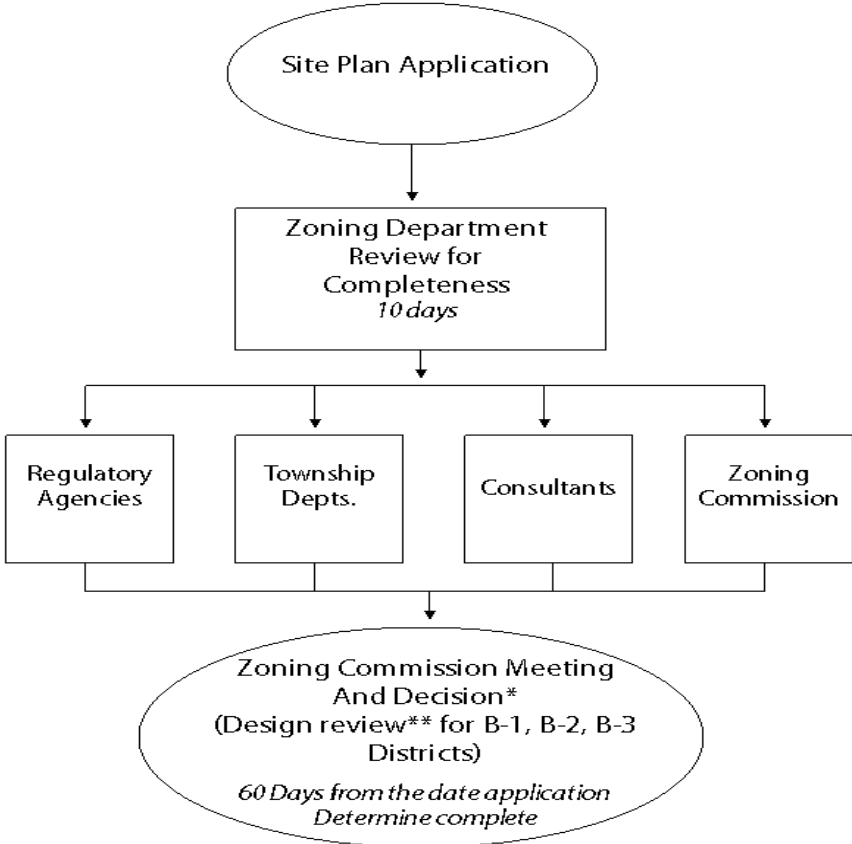 Site Plan Application
Zoning Department
Review for
Completeness
10 days
Regulatory
Agencies
Township
Depts.
Consultants
Zoning
Commission
Zoning Commission Meeting
And Decision*
(Design review** for B-1, B-2, B-3
Districts)
60 Days from the date application
Determine complete